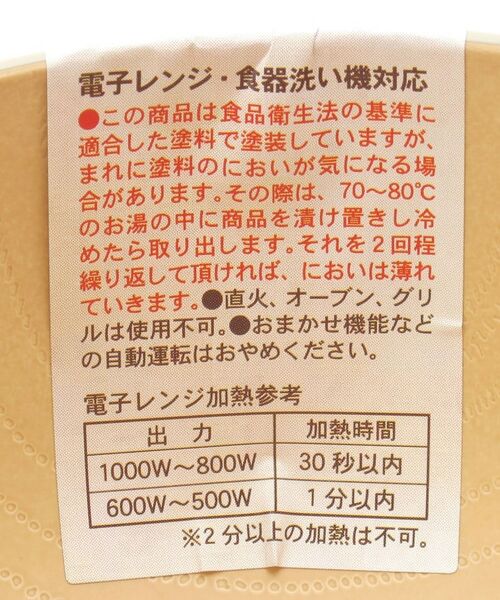 電子レンジ・食器洗い機対応
●この商品は食品衛生法の基準に
適合した塗料で塗装していますが、
まれに塗料のにおいが気になる場
合があります。その際は、70～80℃
のお湯の中に商品を漬け置きし冷
めたら取り出します。それを2回程
繰り返して頂ければ、においは薄れ
ていきます。●直火、オーブン、グリ
ルは使用不可。●おまかせ機能など
の自動運転はおやめください。
電子レンジ加熱参考
出力 加熱時間
1000W～800W 30秒以内
600W～500W 1分以内
※2分以上の加熱は不可。